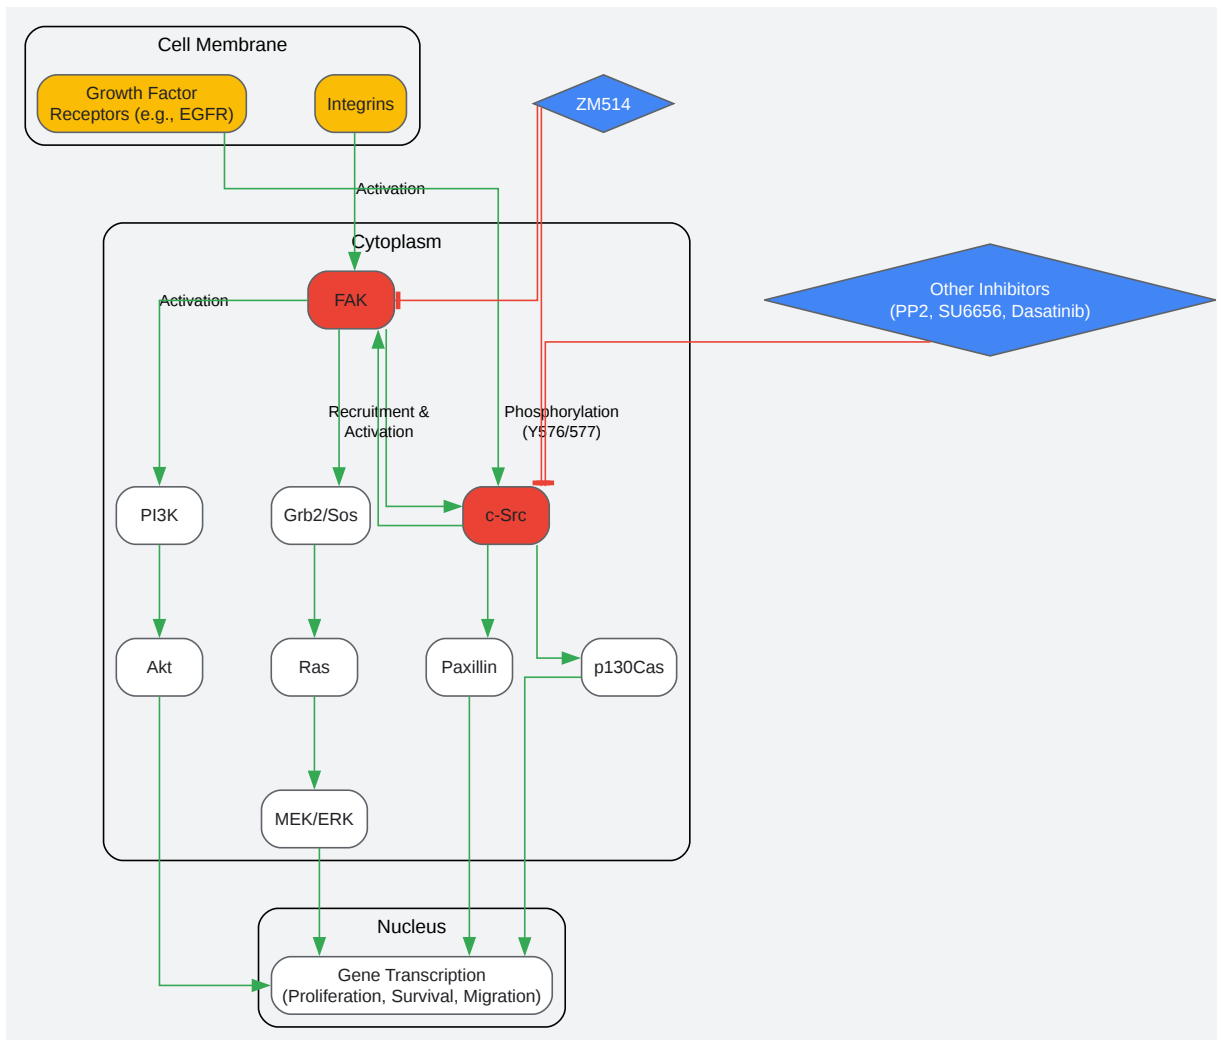 Cell Membrane
Growth Factor
Receptors (e.g., EGFR)
Integrins
ZM514
Activation
Cytoplasm
FAK
Activation
Other Inhibitors
(PP2, SU6656, Dasatinib)
Recruitment &
Activation
Phosphorylation
(Y576/577)
PI3K
Grb2/Sos
c-Src
Akt
Ras
Paxillin
p130Cas
MEK/ERK
Nucleus
Gene Transcription
(Proliferation, Survival, Migration)